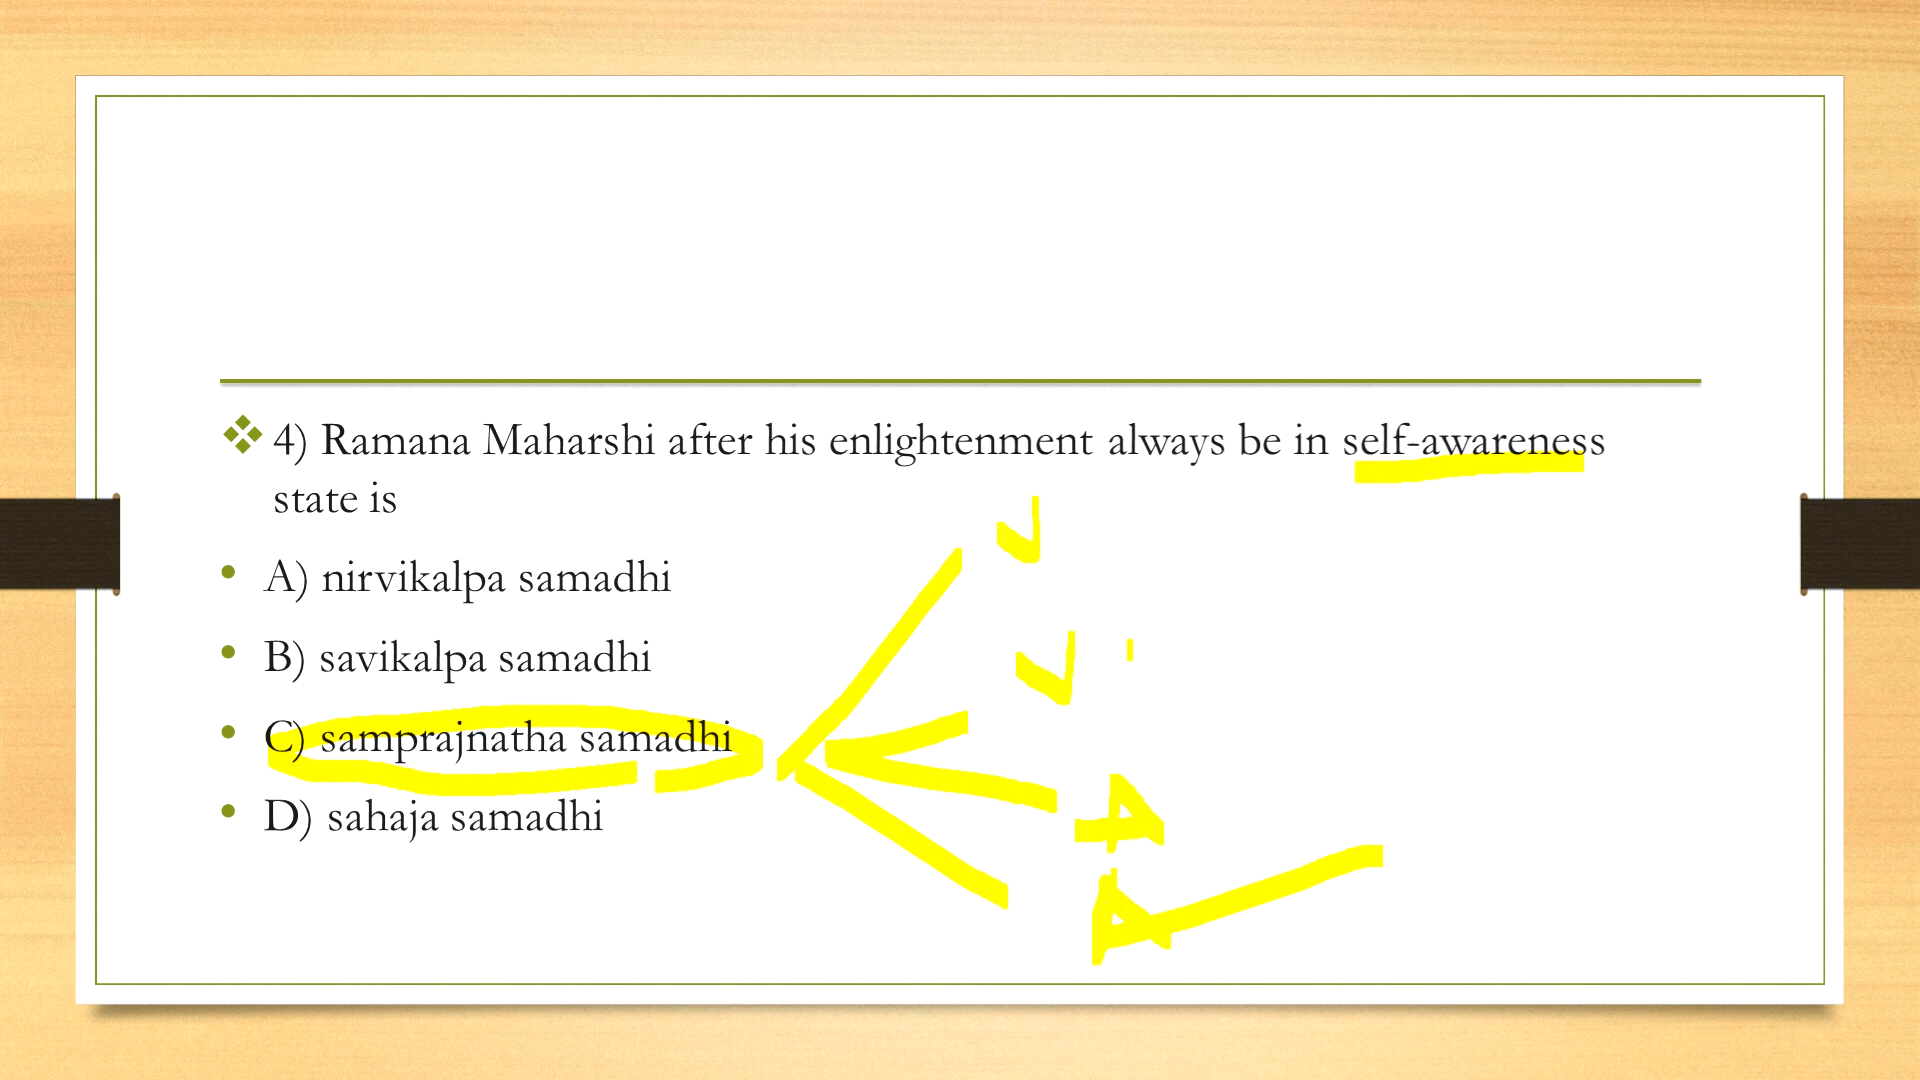 4) Ramana Maharshi after his enlightenment always be in self-awareness
state is
A) nirvikalpa samadhi
B) savikalpa samadhi
C) samprajnatha samadhi
D) sahaja samadhi